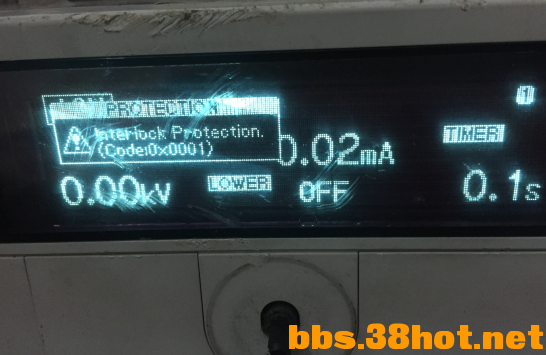 PROTECTION
Interlock Protection.
(Code:0x0001)
1
0.02mA
TIMER
0.00kV
LOWER
OFF
0.1s
bbs.38hot.net